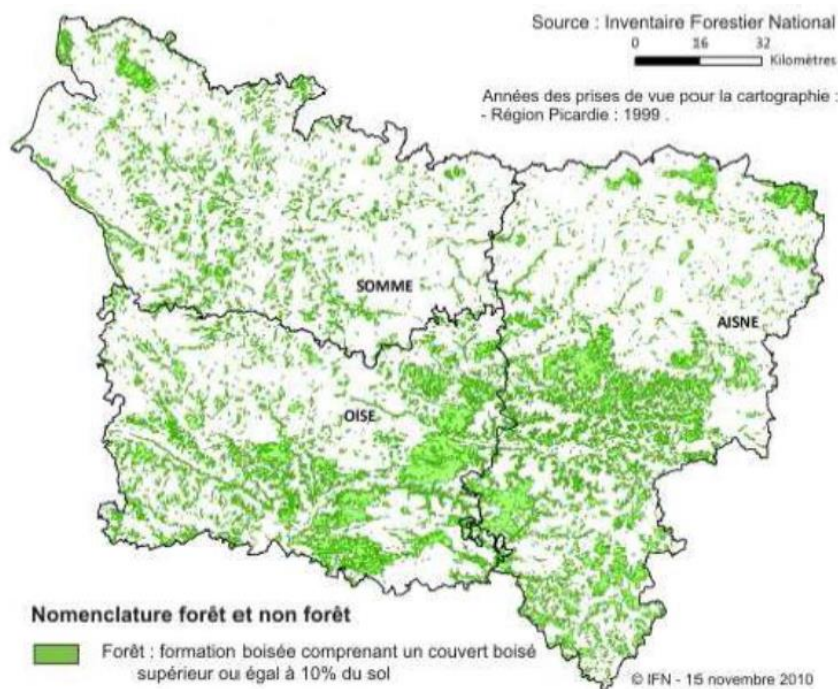 Source : Inventaire Forestier National
0 16 32
Kilomètres
Années des prises de vue pour la cartographie :
- Région Picardie : 1999 .
SOMME
AISNE
OISE
Nomenclature forêt et non forêt
Forêt : formation boisée comprenant un couvert boisé
supérieur ou égal à 10% du sol
© IFN - 15 novembre 2010